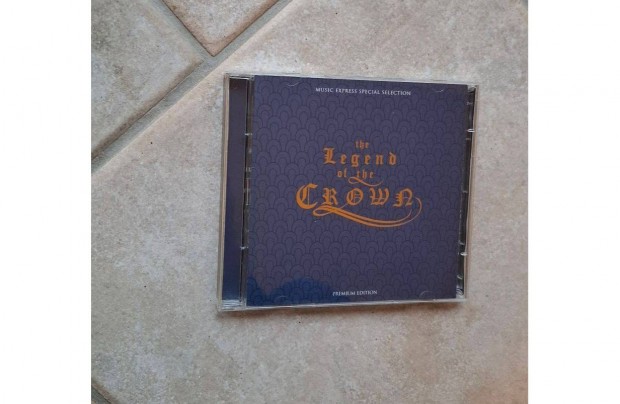 MUSIC EXPRESS SPECIAL SELECTION
the
Legend
of the
CROWN
PREMIUM EDITION